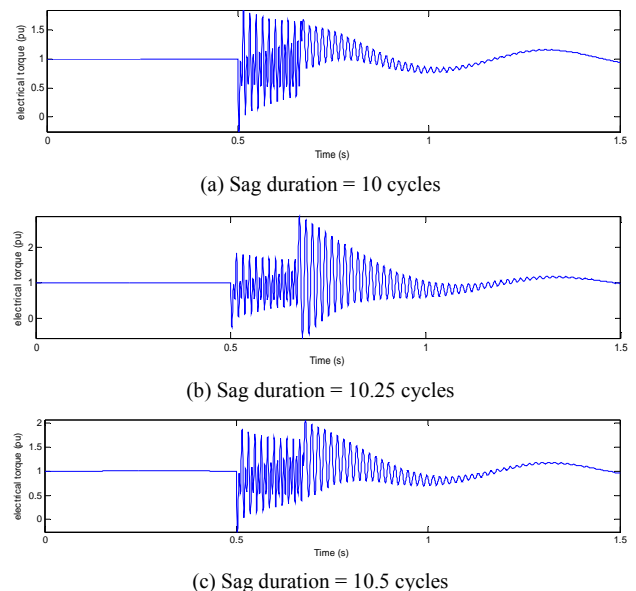 electrical torque (pu)
1.5
1
0.5
0
0
0.5
1
1.5
Time (s)
(a) Sag duration = 10 cycles
electrical torque (pu)
2
1
0
0
0.5
1
1.5
Time (s)
(b) Sag duration = 10.25 cycles
electrical torque (pu)
2
1.5
1
0.5
0
0
0.5
1
1.5
Time (s)
(c) Sag duration = 10.5 cycles